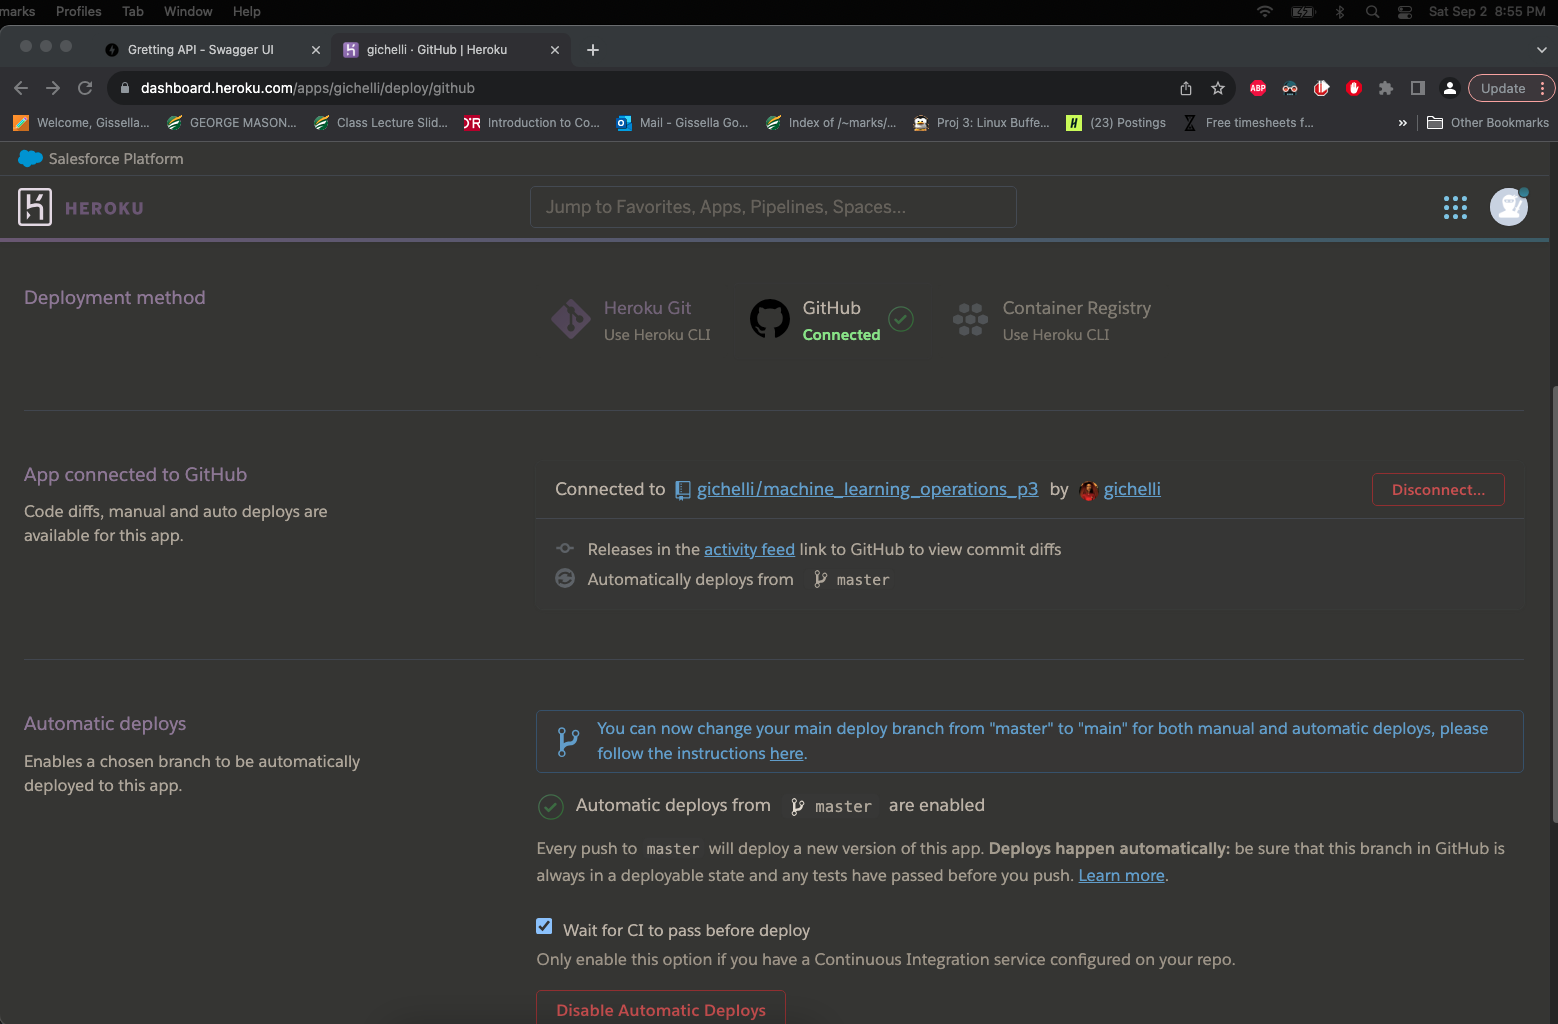 marks Profiles Tab Window Help Sat Sep 2 8:55 PM
Gretting API - Swagger UI gichelli · GitHub | Heroku
dashboard.heroku.com/apps/gichelli/deploy/github ABP Update
Welcome, Gissella... GEORGE MASON... Class Lecture Slid... Introduction to Co... Mail - Gissella Go... Index of /~marks/... Proj 3: Linux Buffe... (23) Postings Free timesheets f... » Other Bookmarks
Salesforce Platform
HEROKU Jump to Favorites, Apps, Pipelines, Spaces...
Deployment method
Heroku Git
Use Heroku CLI
GitHub
Connected
Container Registry
Use Heroku CLI
App connected to GitHub
Code diffs, manual and auto deploys are
available for this app.
Connected to gichelli/machine_learning_operations_p3 by gichelli Disconnect...
Releases in the activity feed link to GitHub to view commit diffs
Automatically deploys from master
Automatic deploys
Enables a chosen branch to be automatically
deployed to this app.
You can now change your main deploy branch from "master" to "main" for both manual and automatic deploys, please
follow the instructions here.
Automatic deploys from master are enabled
Every push to master will deploy a new version of this app. Deploys happen automatically: be sure that this branch in GitHub is
always in a deployable state and any tests have passed before you push. Learn more.
Wait for CI to pass before deploy
Only enable this option if you have a Continuous Integration service configured on your repo.
Disable Automatic Deploys